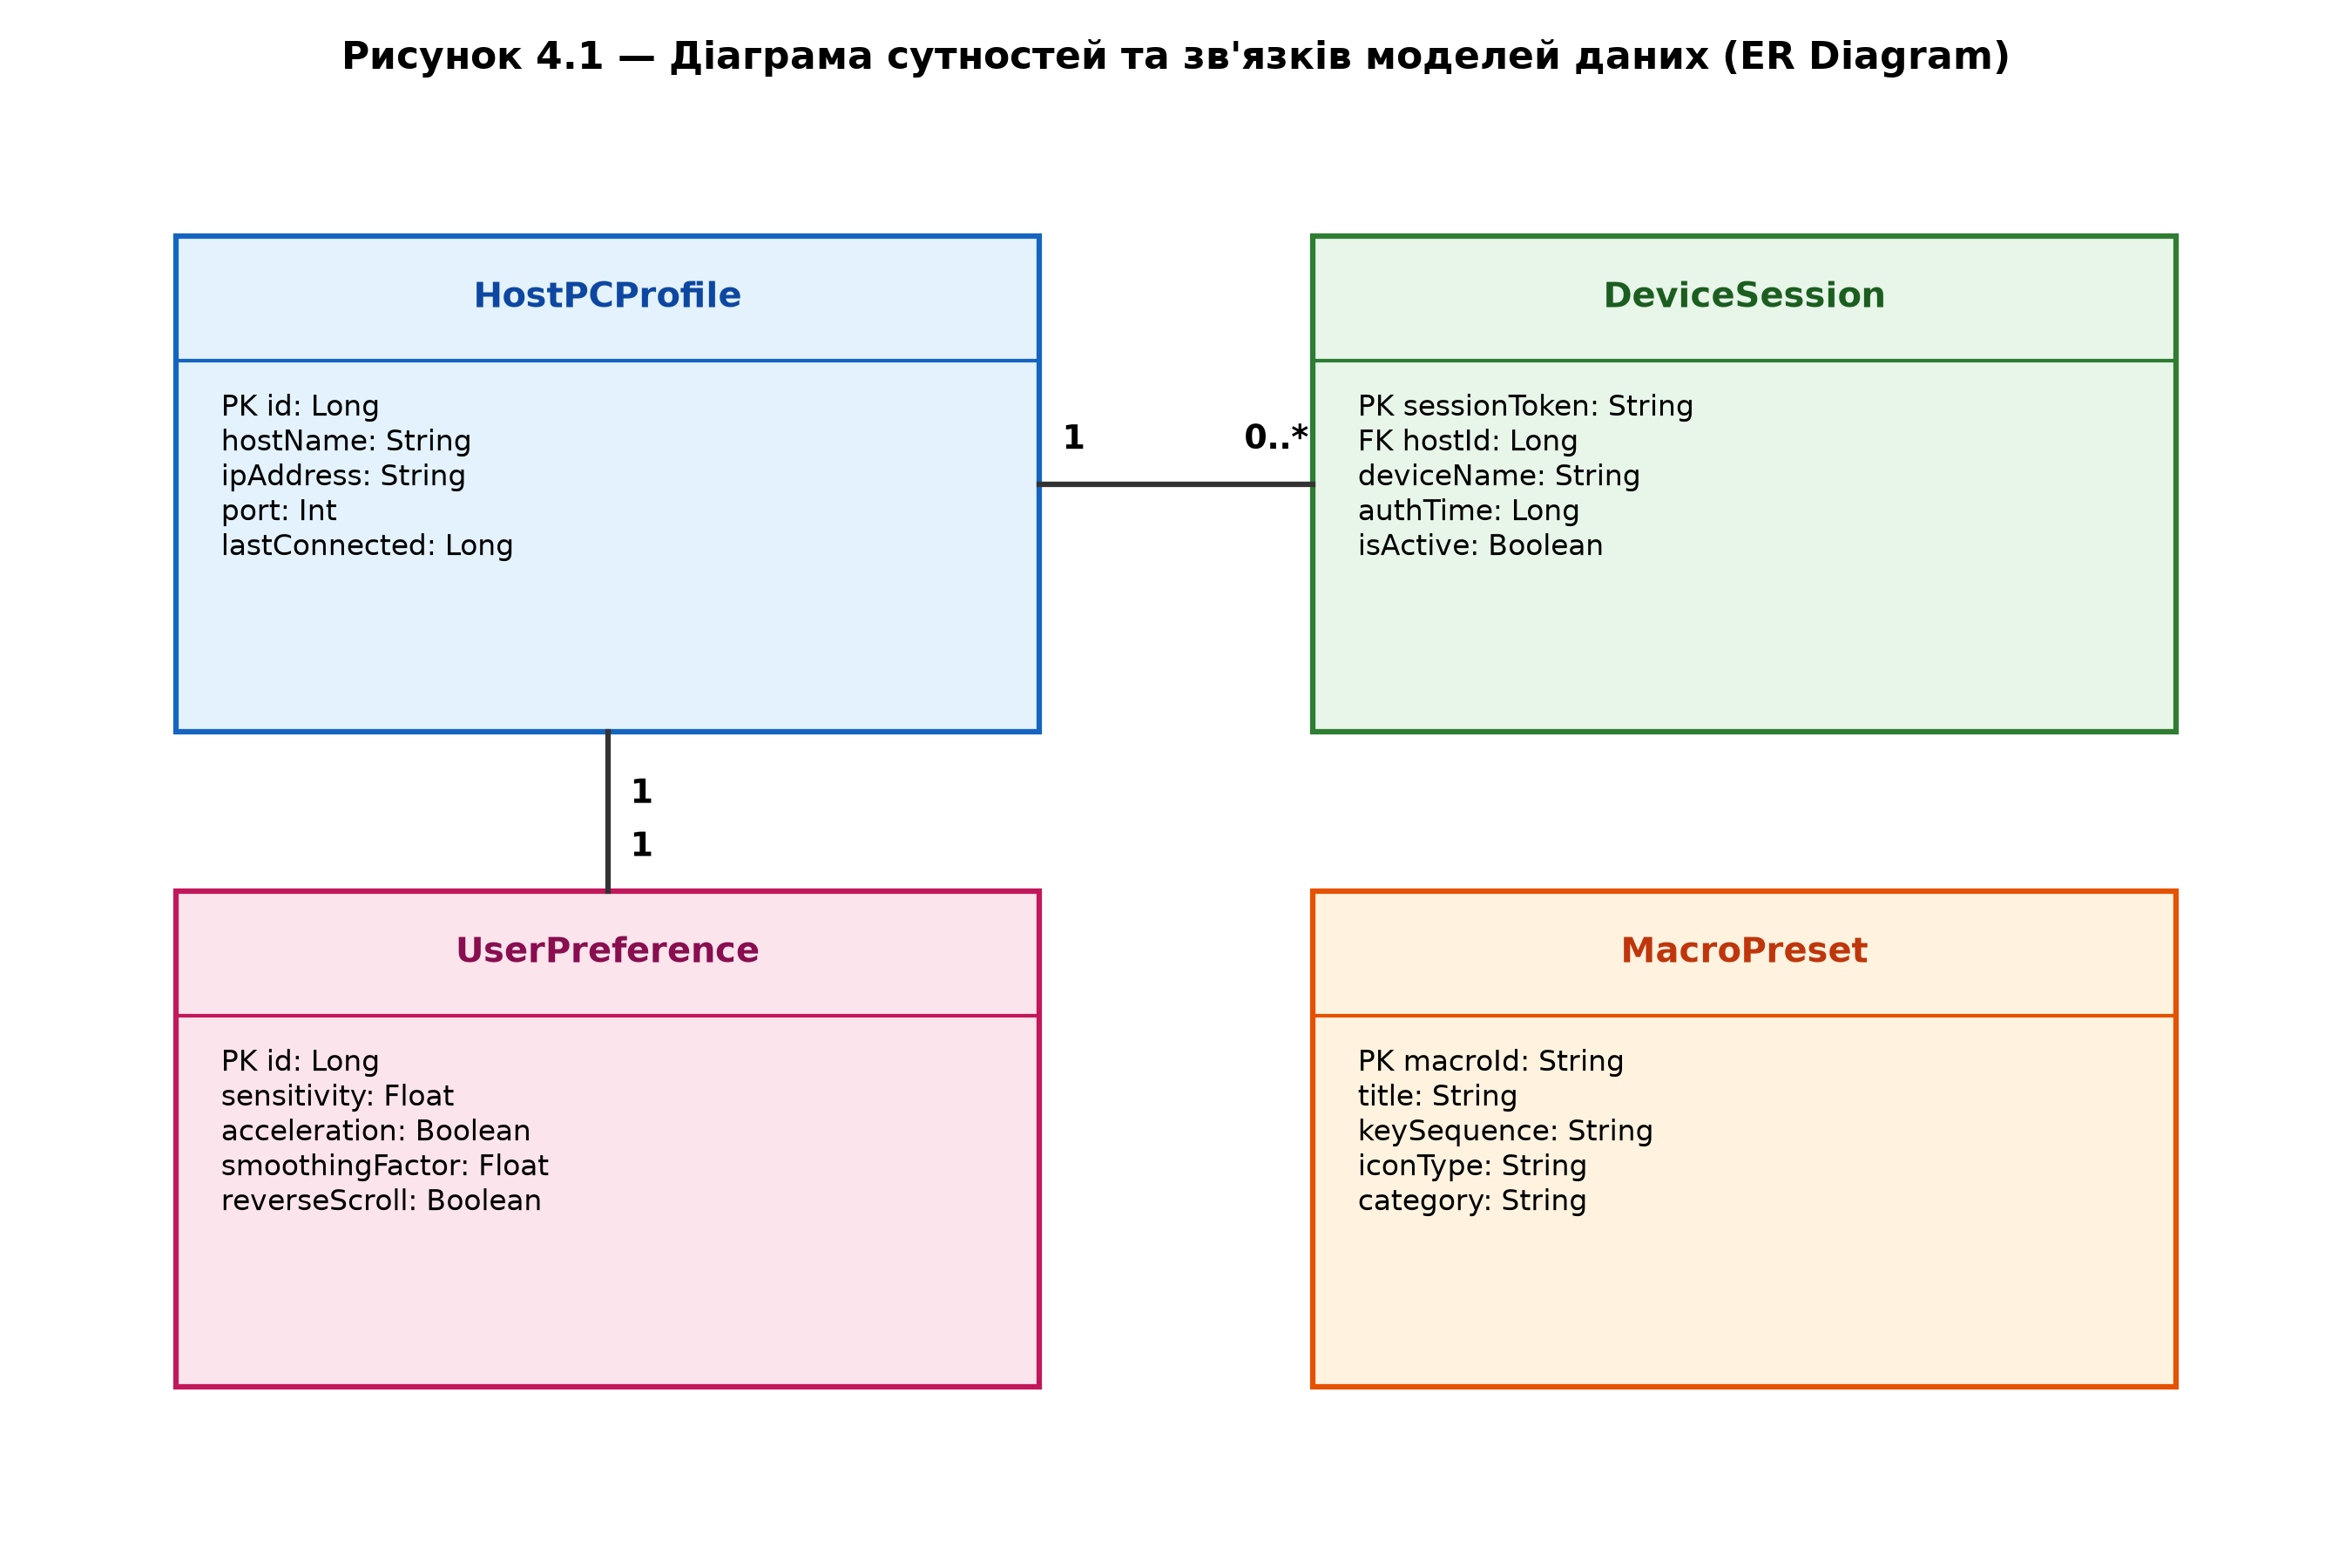 Рисунок 4.1 — Діаграма сутностей та зв'язків моделей даних (ER Diagram)
HostPCProfile
PK id: Long
hostName: String
ipAddress: String
port: Int
lastConnected: Long
1
0..*
DeviceSession
PK sessionToken: String
FK hostId: Long
deviceName: String
authTime: Long
isActive: Boolean
1
1
UserPreference
PK id: Long
sensitivity: Float
acceleration: Boolean
smoothingFactor: Float
reverseScroll: Boolean
MacroPreset
PK macroId: String
title: String
keySequence: String
iconType: String
category: String